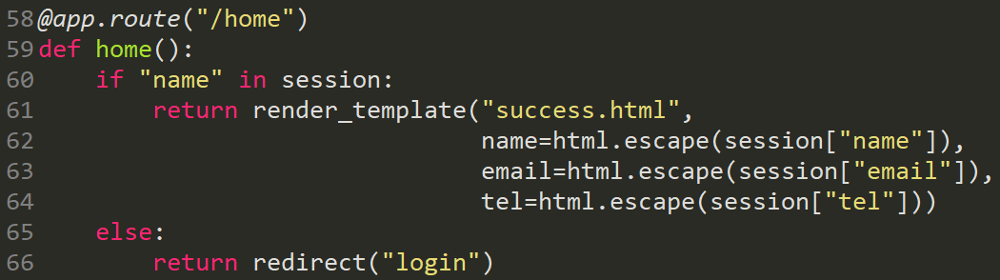 58@app.route("/home")
59def home():
60    if "name" in session:
61        return render_template("success.html",
62                               name=html.escape(session["name"]),
63                               email=html.escape(session["email"]),
64                               tel=html.escape(session["tel"]))
65    else:
66        return redirect("login")